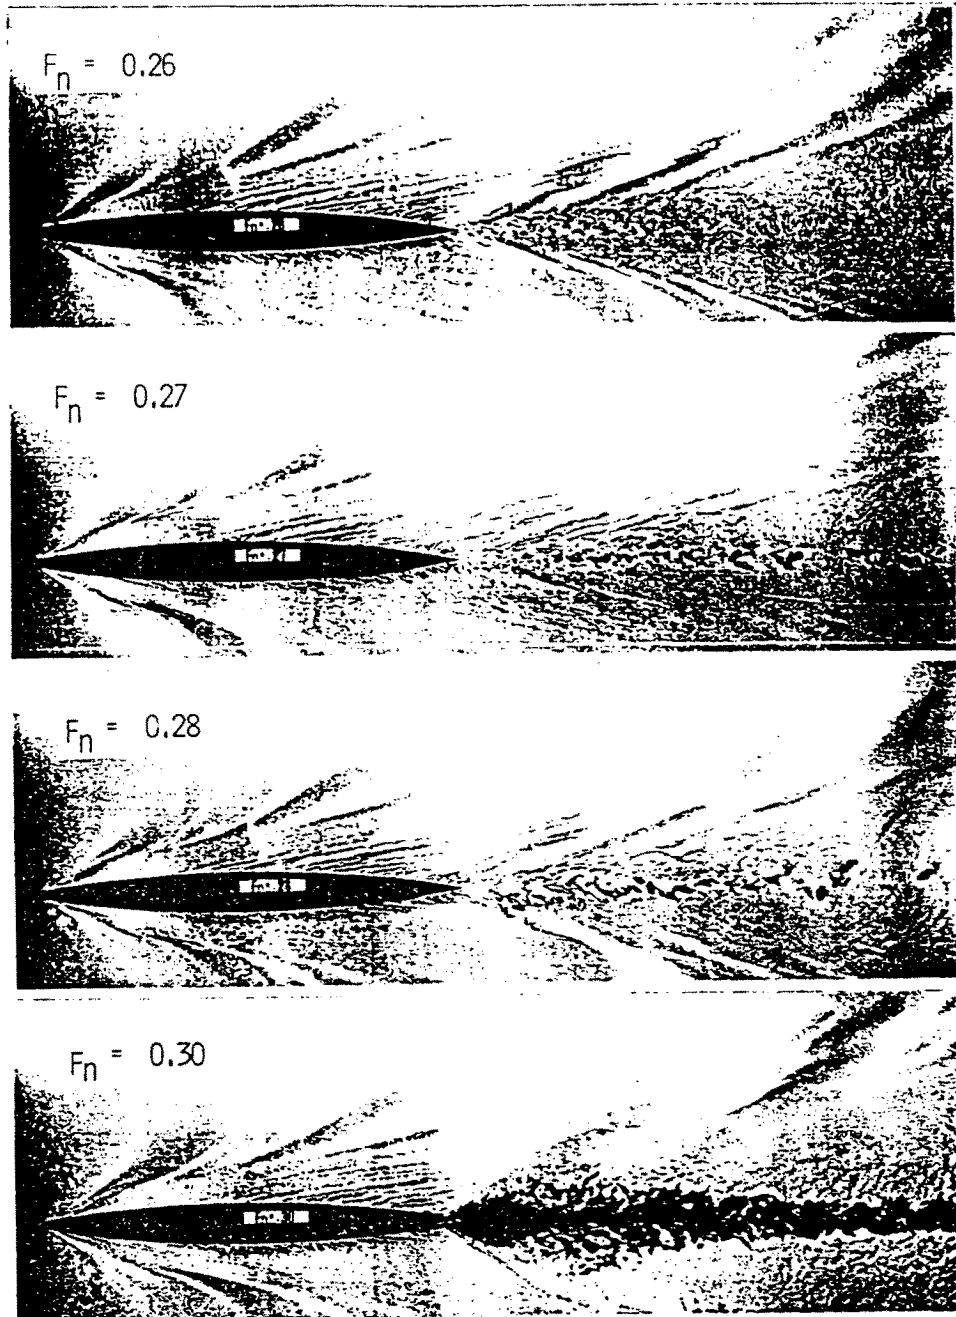 Fn = 0.26
Fn = 0.27
Fn = 0.28
Fn = 0.30